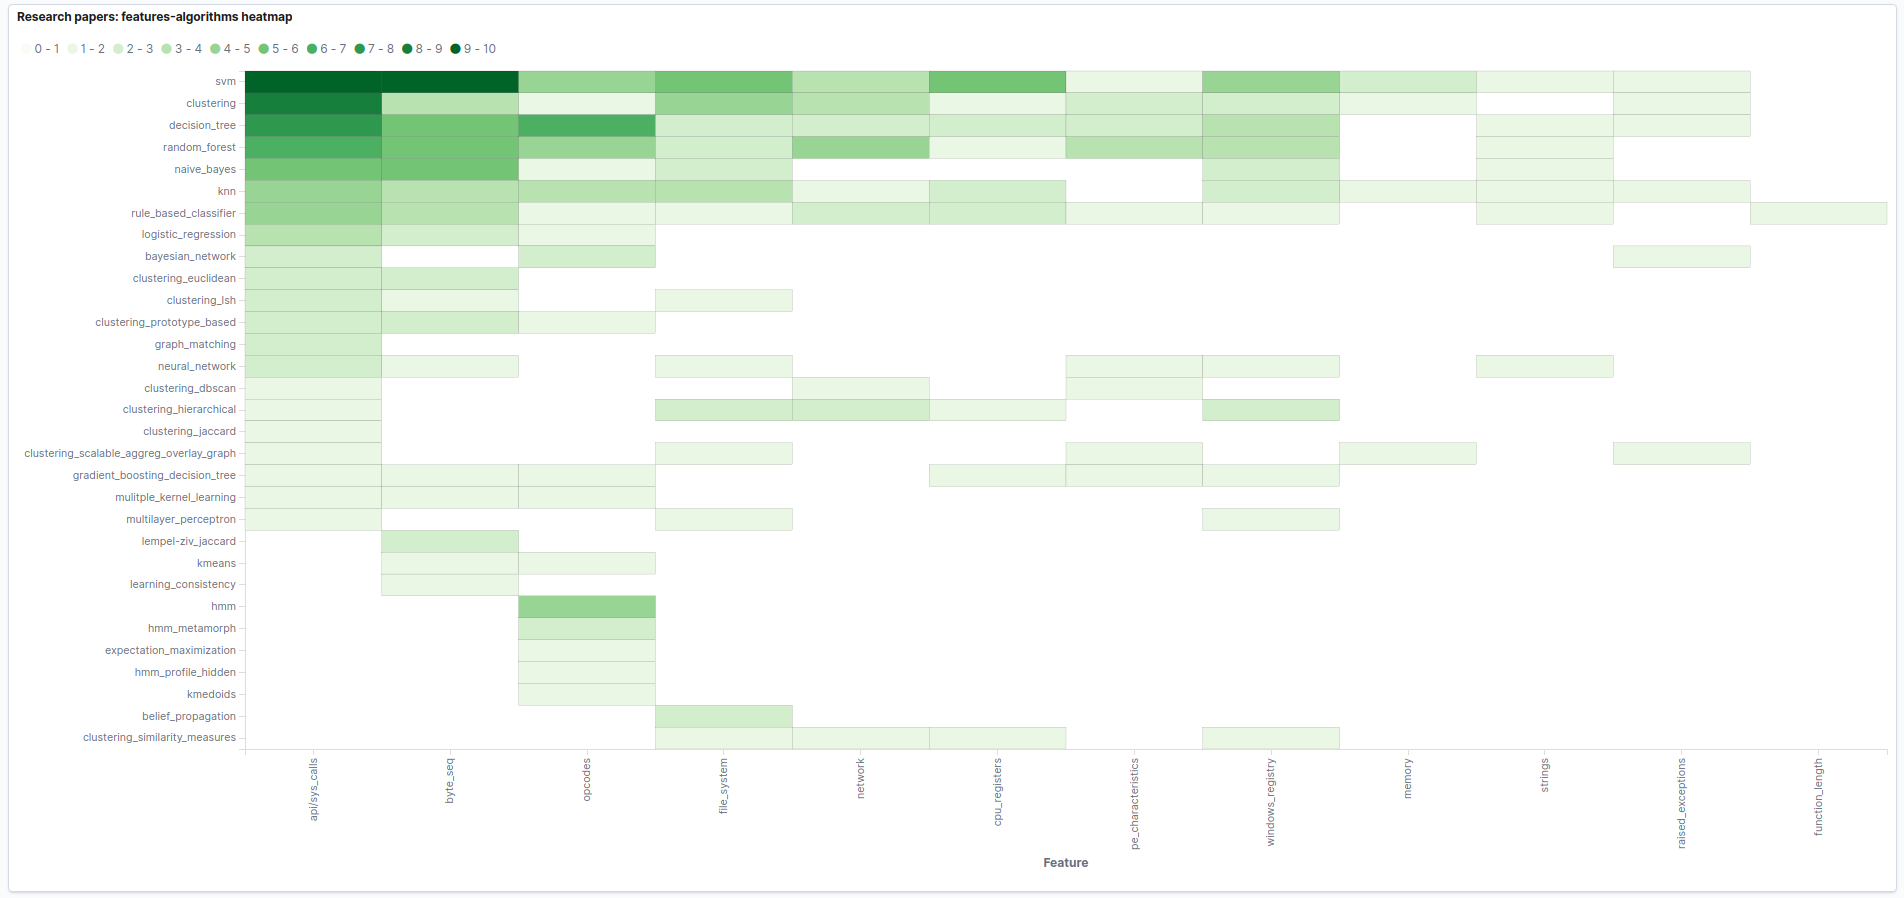 Research papers: features-algorithms heatmap
0 - 1 1 - 2 2 - 3 3 - 4 4 - 5 5 - 6 6 - 7 7 - 8 8 - 9 9 - 10
svm
clustering
decision_tree
random_forest
naive_bayes
knn
rule_based_classifier
logistic_regression
bayesian_network
clustering_euclidean
clustering_lsh
clustering_prototype_based
graph_matching
neural_network
clustering_dbscan
clustering_hierarchical
clustering_jaccard
clustering_scalable_aggreg_overlay_graph
gradient_boosting_decision_tree
mulitple_kernel_learning
multilayer_perceptron
lempel-ziv_jaccard
kmeans
learning_consistency
hmm
hmm_metamorph
expectation_maximization
hmm_profile_hidden
kmedoids
belief_propagation
clustering_similarity_measures
api/sys_calls
byte_seq
opcodes
file_system
network
cpu_registers
pe_characteristics
windows_registry
memory
strings
raised_exceptions
function_length
Feature